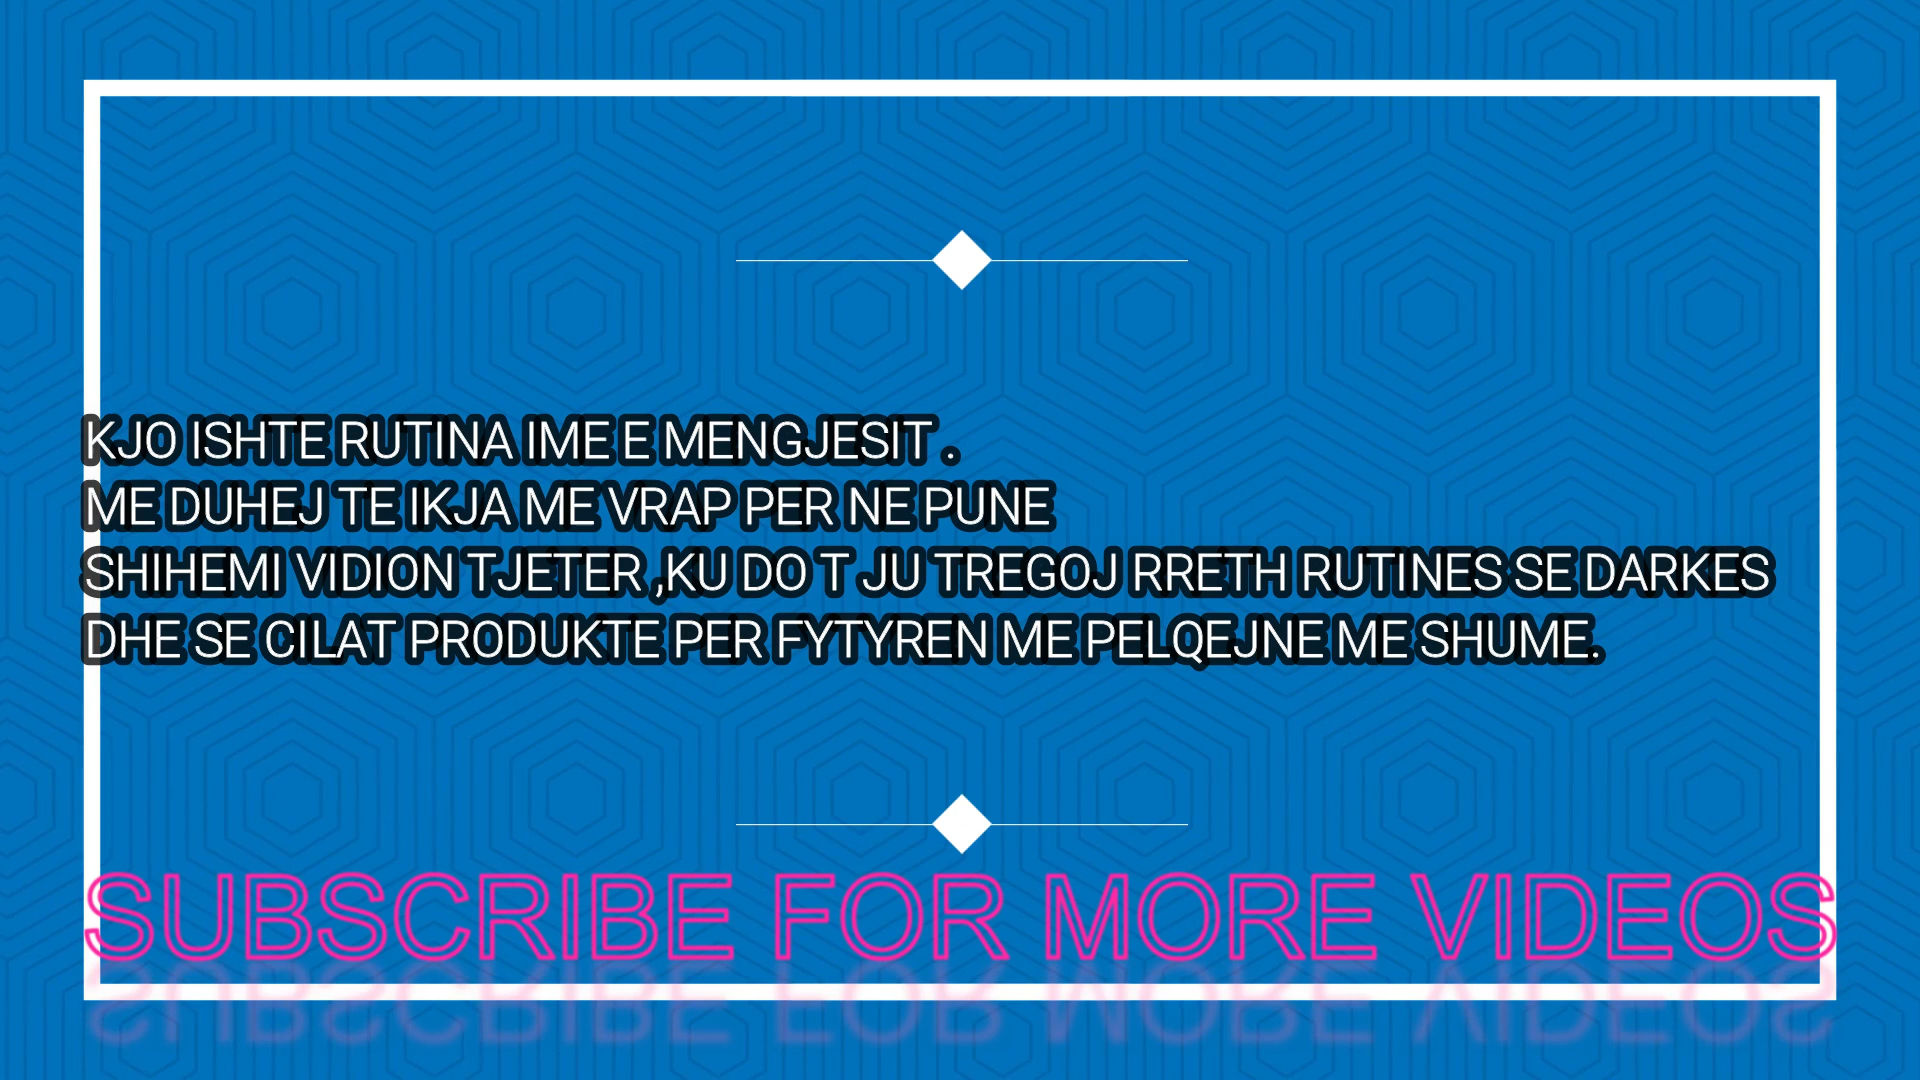 KJO ISHTE RUTINA IME E MENGJESIT .
ME DUHEJ TE IKJA ME VRAP PER NE PUNE
SHIHEMI VIDION TJETER ,KU DO T JU TREGOJ RRETH RUTINES SE DARKES
DHE SE CILAT PRODUKTE PER FYTYREN ME PELQEJNE ME SHUME.
SUBSCRIBE FOR MORE VIDEOS